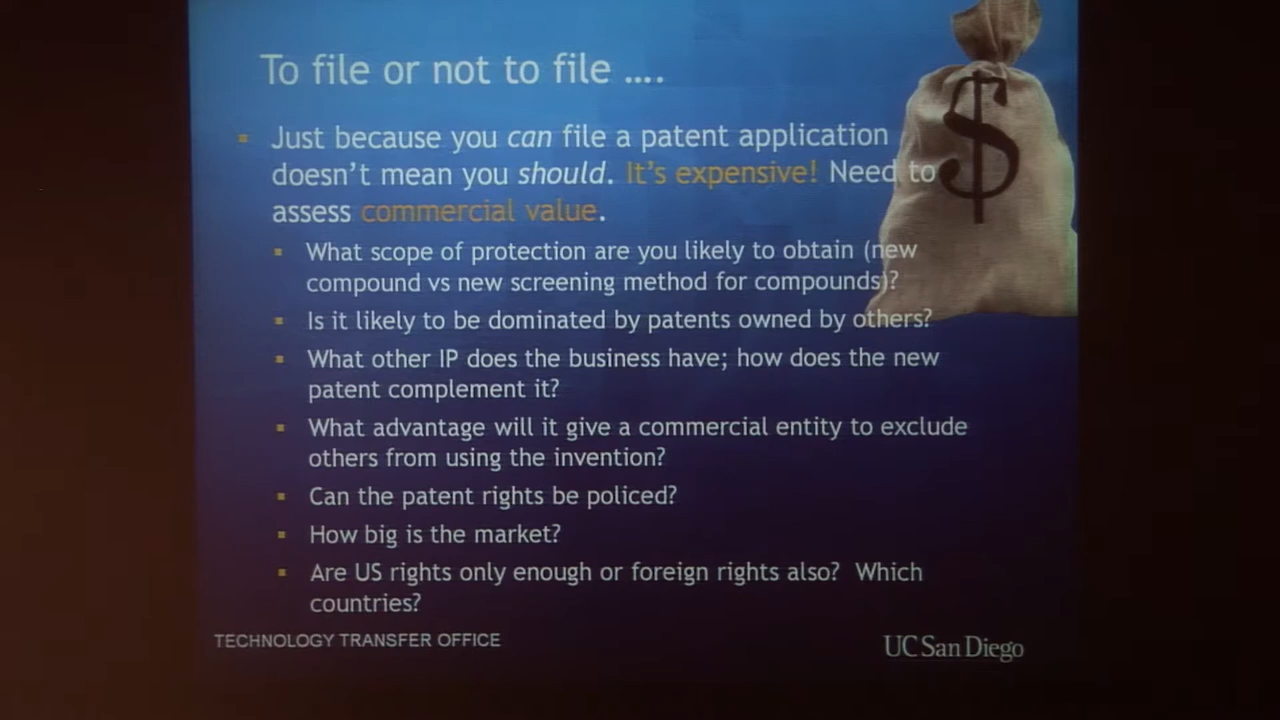 To file or not to file ....
▪ Just because you can file a patent application
doesn't mean you should. It's expensive! Need to
assess commercial value.
▪ What scope of protection are you likely to obtain (new
compound vs new screening method for compounds)?
▪ Is it likely to be dominated by patents owned by others?
▪ What other IP does the business have; how does the new
patent complement it?
▪ What advantage will it give a commercial entity to exclude
others from using the invention?
▪ Can the patent rights be policed?
▪ How big is the market?
▪ Are US rights only enough or foreign rights also? Which
countries?
$
TECHNOLOGY TRANSFER OFFICE
UC San Diego